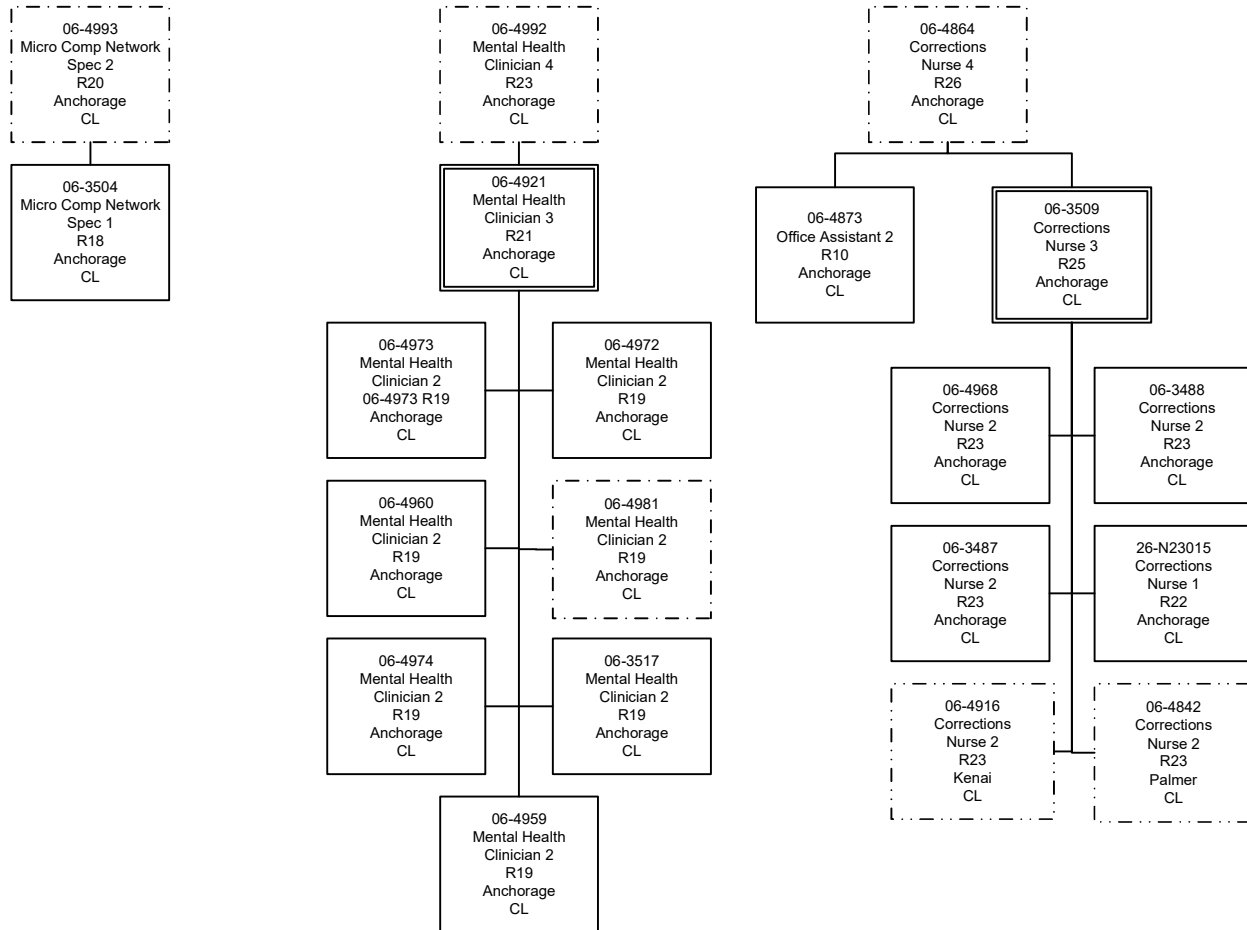 06-4993
Micro Comp Network
Spec 2
R20
Anchorage
CL
06-3504
Micro Comp Network
Spec 1
R18
Anchorage
CL
06-4992
Mental Health
Clinician 4
R23
Anchorage
CL
06-4921
Mental Health
Clinician 3
R21
Anchorage
CL
06-4973
Mental Health
Clinician 2
06-4973 R19
Anchorage
CL
06-4972
Mental Health
Clinician 2
R19
Anchorage
CL
06-4960
Mental Health
Clinician 2
R19
Anchorage
CL
06-4981
Mental Health
Clinician 2
R19
Anchorage
CL
06-4974
Mental Health
Clinician 2
R19
Anchorage
CL
06-3517
Mental Health
Clinician 2
R19
Anchorage
CL
06-4959
Mental Health
Clinician 2
R19
Anchorage
CL
06-4864
Corrections
Nurse 4
R26
Anchorage
CL
06-4873
Office Assistant 2
R10
Anchorage
CL
06-3509
Corrections
Nurse 3
R25
Anchorage
CL
06-4968
Corrections
Nurse 2
R23
Anchorage
CL
06-3488
Corrections
Nurse 2
R23
Anchorage
CL
06-3487
Corrections
Nurse 2
R23
Anchorage
CL
26-N23015
Corrections
Nurse 1
R22
Anchorage
CL
06-4916
Corrections
Nurse 2
R23
Kenai
CL
06-4842
Corrections
Nurse 2
R23
Palmer
CL